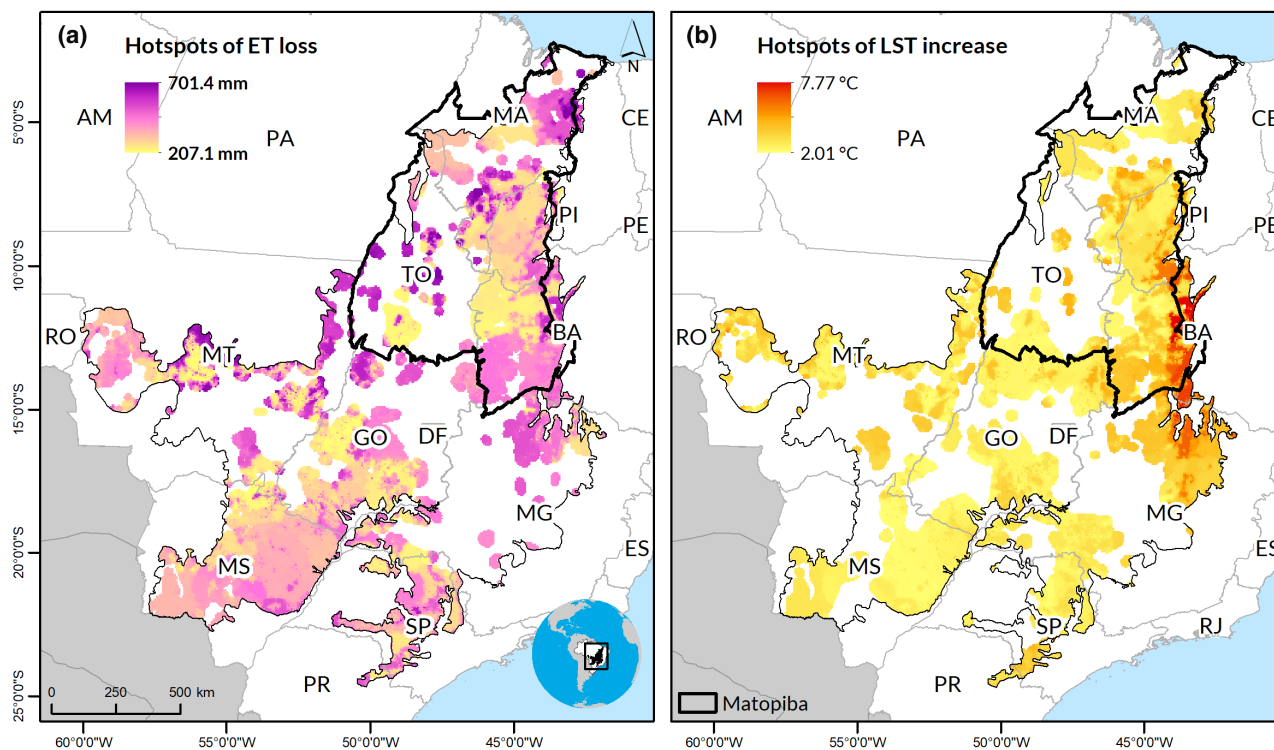 (a)
Hotspots of ET loss
701.4 mm
207.1 mm
N
AM
PA
MA
CE
PI
PE
TO
BA
RO
MT
GO
DF
MG
ES
MS
SP
PR
0 250 500 km
5°0'0"S
10°0'0"S
15°0'0"S
20°0'0"S
25°0'0"S
60°0'0"W 55°0'0"W 50°0'0"W 45°0'0"W
(b)
Hotspots of LST increase
7.77 °C
2.01 °C
AM
PA
MA
CE
PI
PE
TO
BA
RO
MT
GO
DF
MG
ES
MS
SP
RJ
PR
Matopiba
60°0'0"W 55°0'0"W 50°0'0"W 45°0'0"W